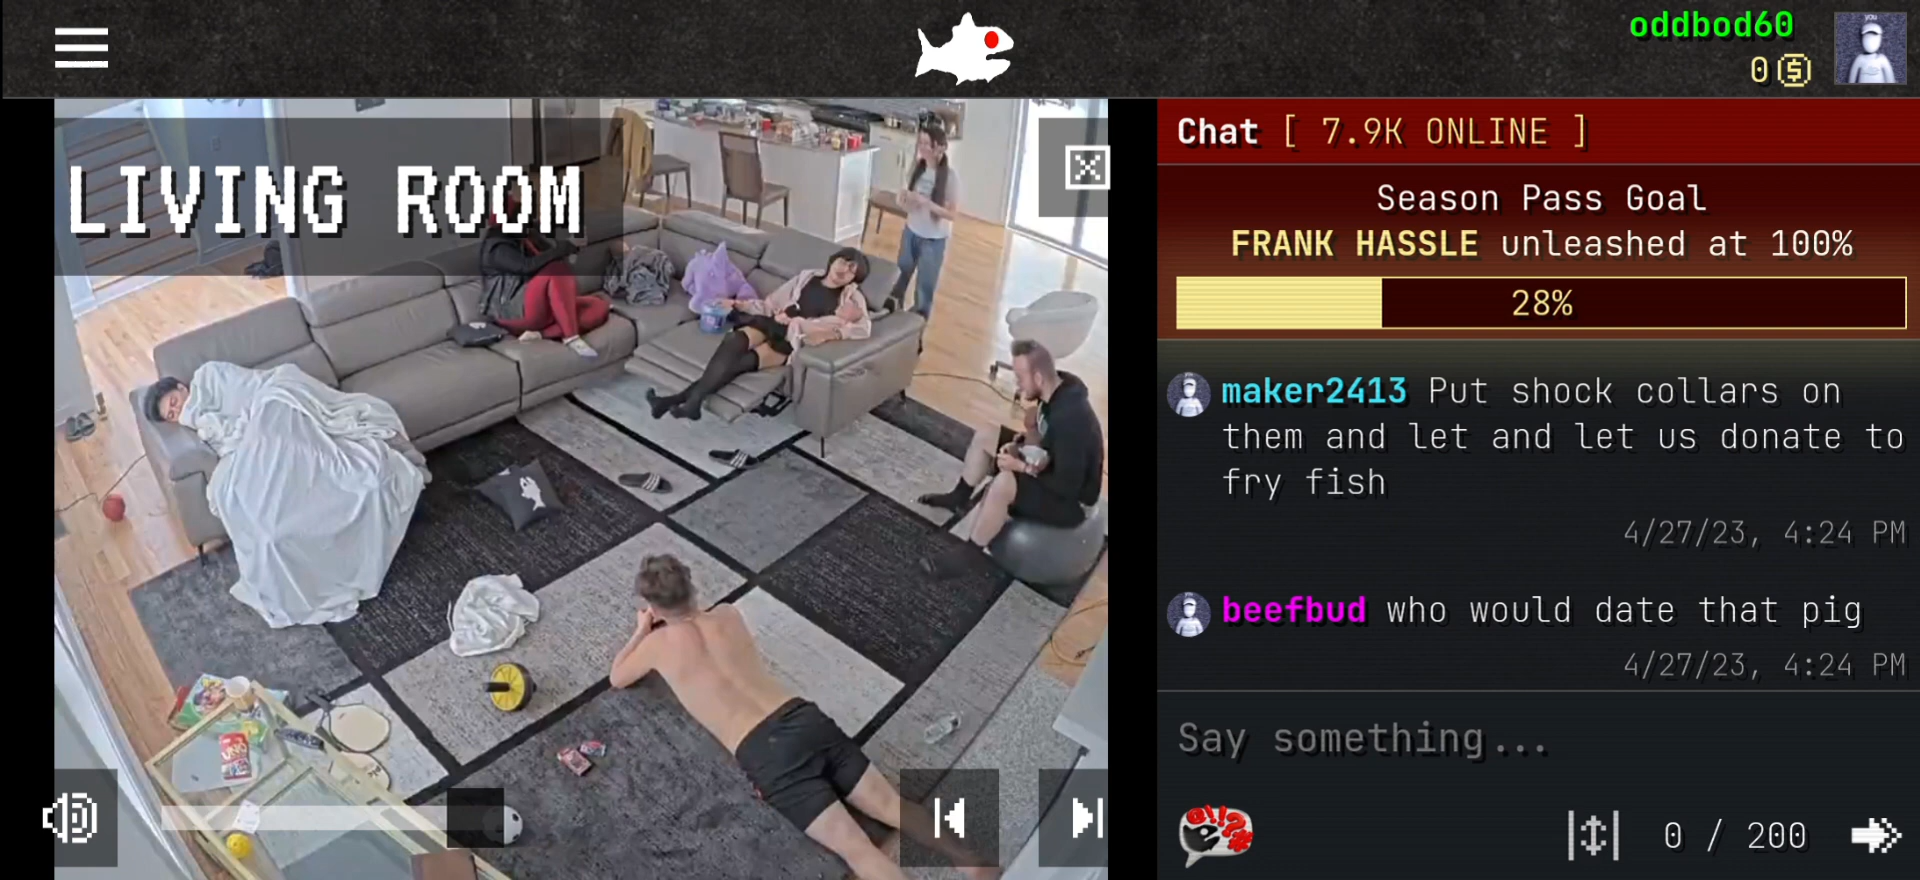 oddbod60
0
LIVING ROOM
Chat [ 7.9K ONLINE ]
Season Pass Goal
FRANK HASSLE unleashed at 100%
28%
maker2413 Put shock collars on
them and let and let us donate to
fry fish
4/27/23, 4:24 PM
beefbud who would date that pig
4/27/23, 4:24 PM
Say something...
0 / 200
UNO